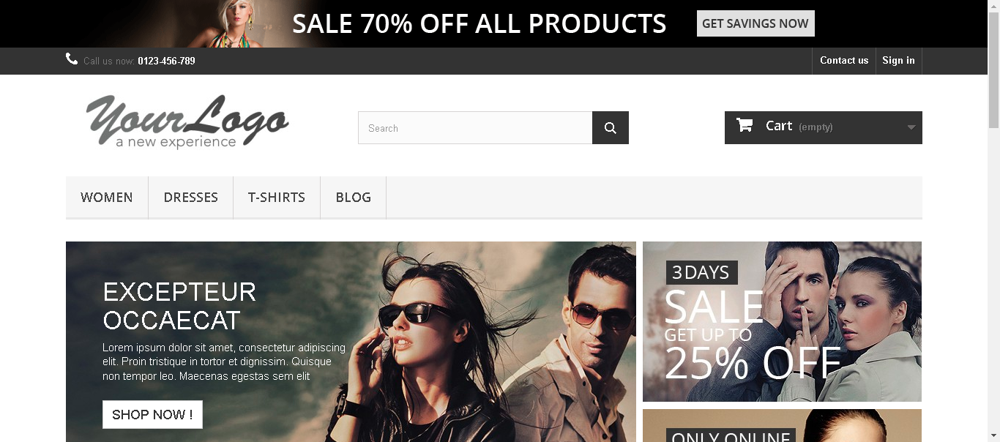 SALE 70% OFF ALL PRODUCTS
GET SAVINGS NOW
Call us now: 0123-456-789
Contact us
Sign in
YourLogo
a new experience
Search
Cart (empty)
WOMEN
DRESSES
T-SHIRTS
BLOG
EXCEPTEUR
OCCAECAT
Lorem ipsum dolor sit amet, consectetur adipiscing
elit. Proin tristique in tortor et dignissim. Quisque
non tempor leo. Maecenas egestas sem elit
SHOP NOW !
3 DAYS
SALE
GET UP TO
25% OFF
ONLY ONLINE